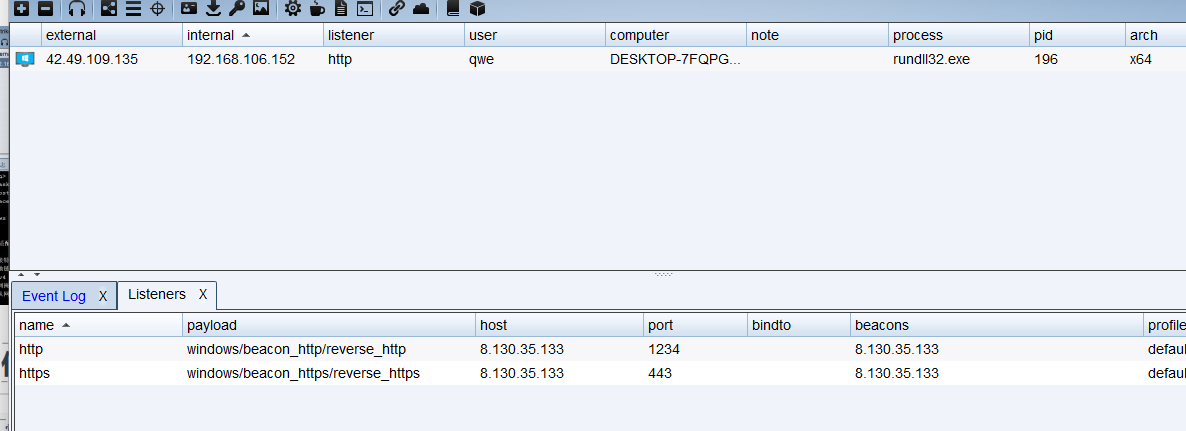 external internal listener user computer note process pid arch
42.49.109.135 192.168.106.152 http qwe DESKTOP-7FQPG... rundll32.exe 196 x64
Event Log X Listeners X
name payload host port bindto beacons profile
http windows/beacon_http/reverse_http 8.130.35.133 1234 8.130.35.133 defau
https windows/beacon_https/reverse_https 8.130.35.133 443 8.130.35.133 defau